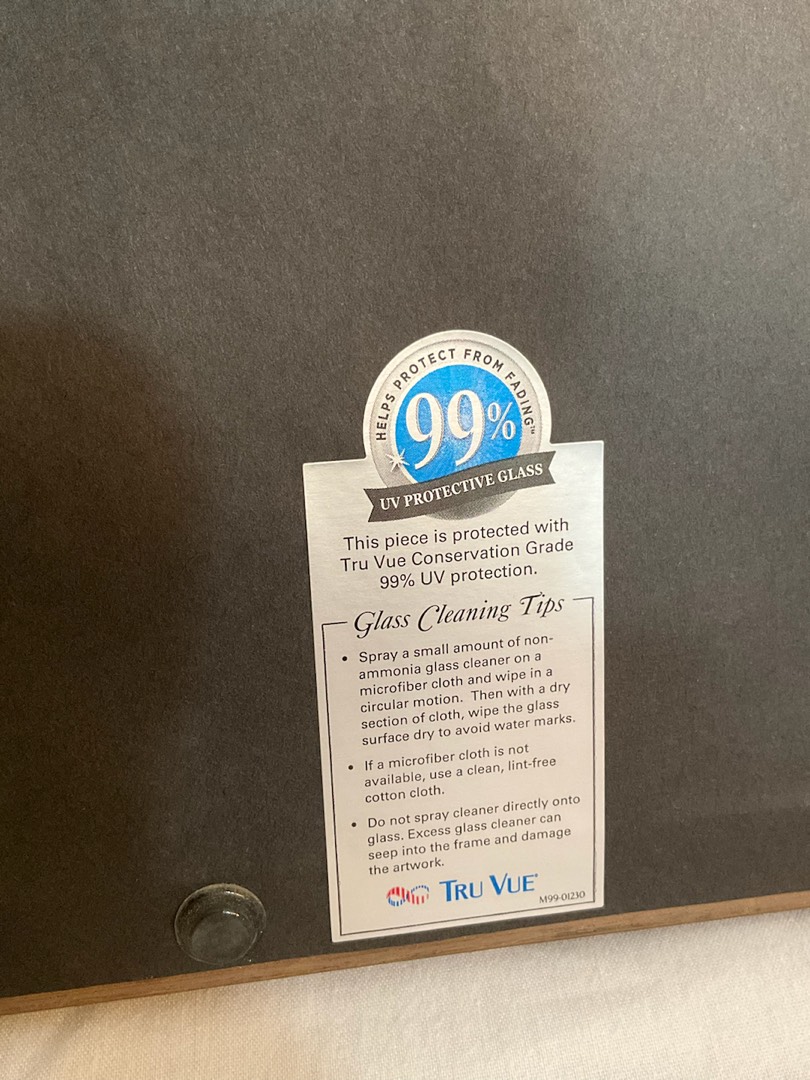 HELPS PROTECT FROM FADING™
99%
UV PROTECTIVE GLASS
This piece is protected with
Tru Vue Conservation Grade
99% UV protection.
Glass Cleaning Tips
• Spray a small amount of non-
ammonia glass cleaner on a
microfiber cloth and wipe in a
circular motion. Then with a dry
section of cloth, wipe the glass
surface dry to avoid water marks.
• If a microfiber cloth is not
available, use a clean, lint-free
cotton cloth.
• Do not spray cleaner directly onto
glass. Excess glass cleaner can
seep into the frame and damage
the artwork.
TRU VUE®
M99-01230